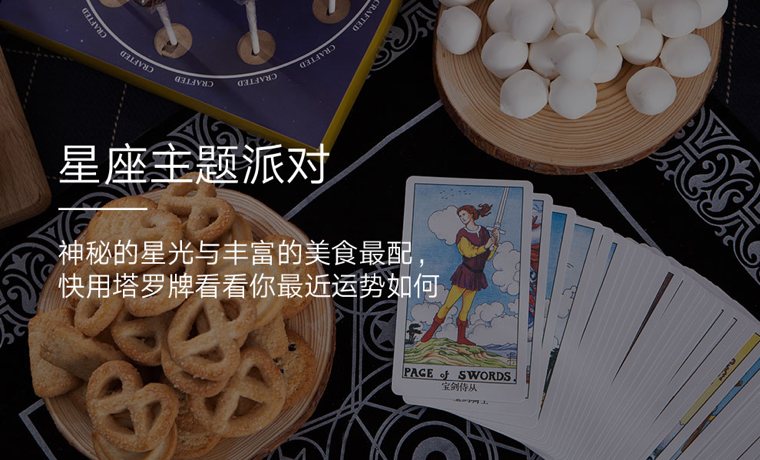 CRAFTED
CRAFTED
CRAFTED
CRAFTED
星座主题派对
神秘的星光与丰富的美食最配，
快用塔罗牌看看你最近运势如何
PAGE of SWORDS.
宝剑侍从